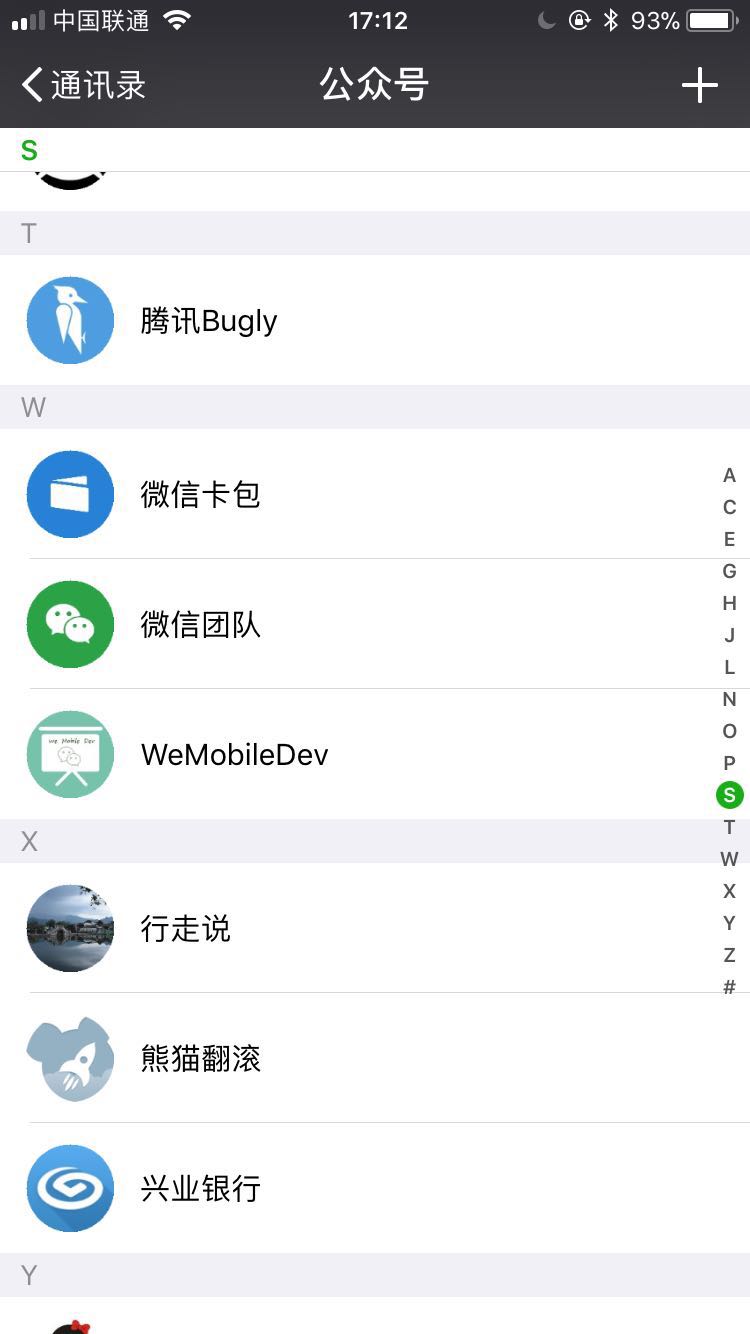 中国联通 17:12 93%
通讯录 公众号
S
T
腾讯Bugly
W
微信卡包
微信团队
We Mobile Dev
WeMobileDev
X
行走说
熊猫翻滚
兴业银行
Y
A
C
E
G
H
J
L
N
O
P
S
T
W
X
Y
Z
#